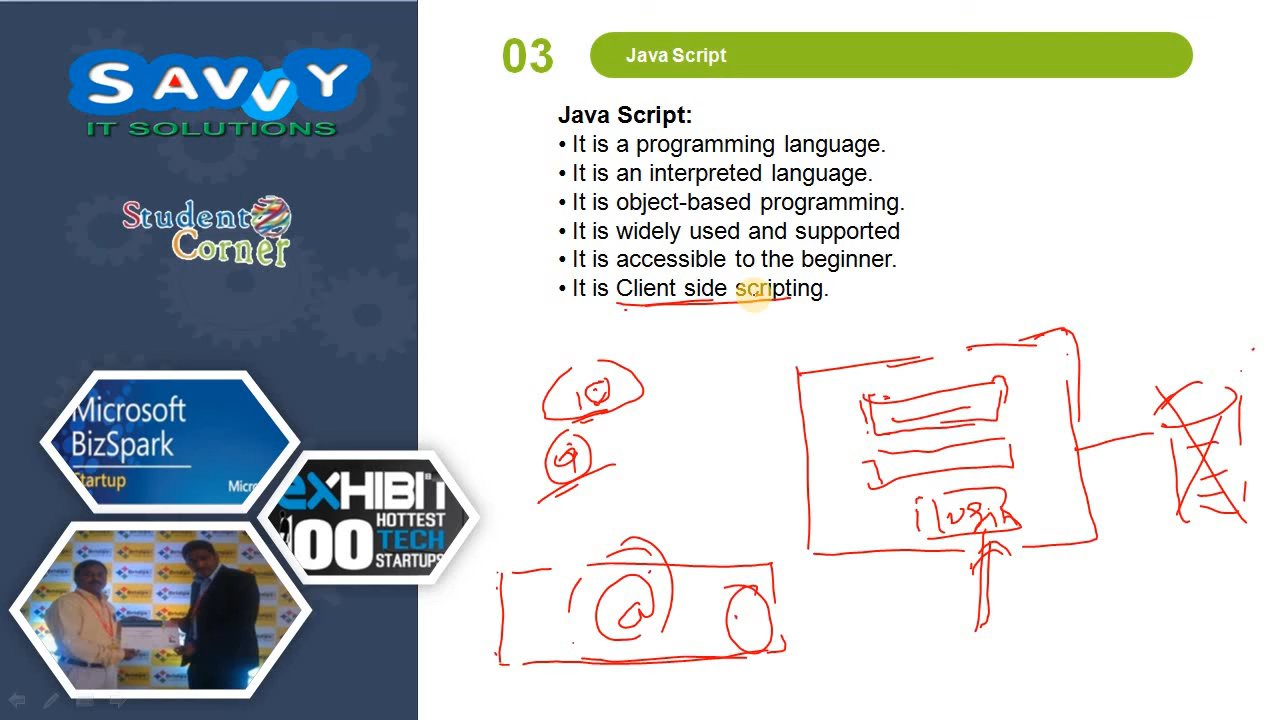 SAVVY
IT SOLUTIONS
Student
Corner
Microsoft
BizSpark
Startup
Micros
eXHIBIT
100 HOTTEST
TECH
STARTUPS
03 Java Script
Java Script:
• It is a programming language.
• It is an interpreted language.
• It is object-based programming.
• It is widely used and supported
• It is accessible to the beginner.
• It is Client side scripting.
10
@